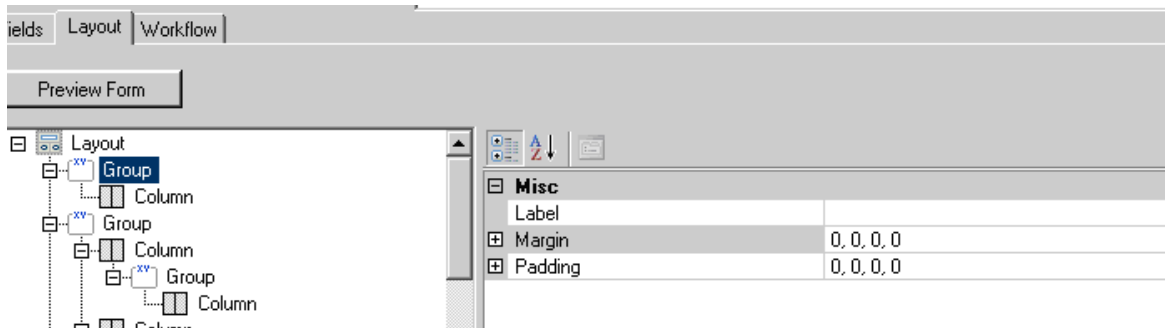 ields Layout Workflow
Preview Form
Layout
Group
Column
Group
Column
Group
Column
Column
Misc
Label
Margin 0, 0, 0, 0
Padding 0, 0, 0, 0